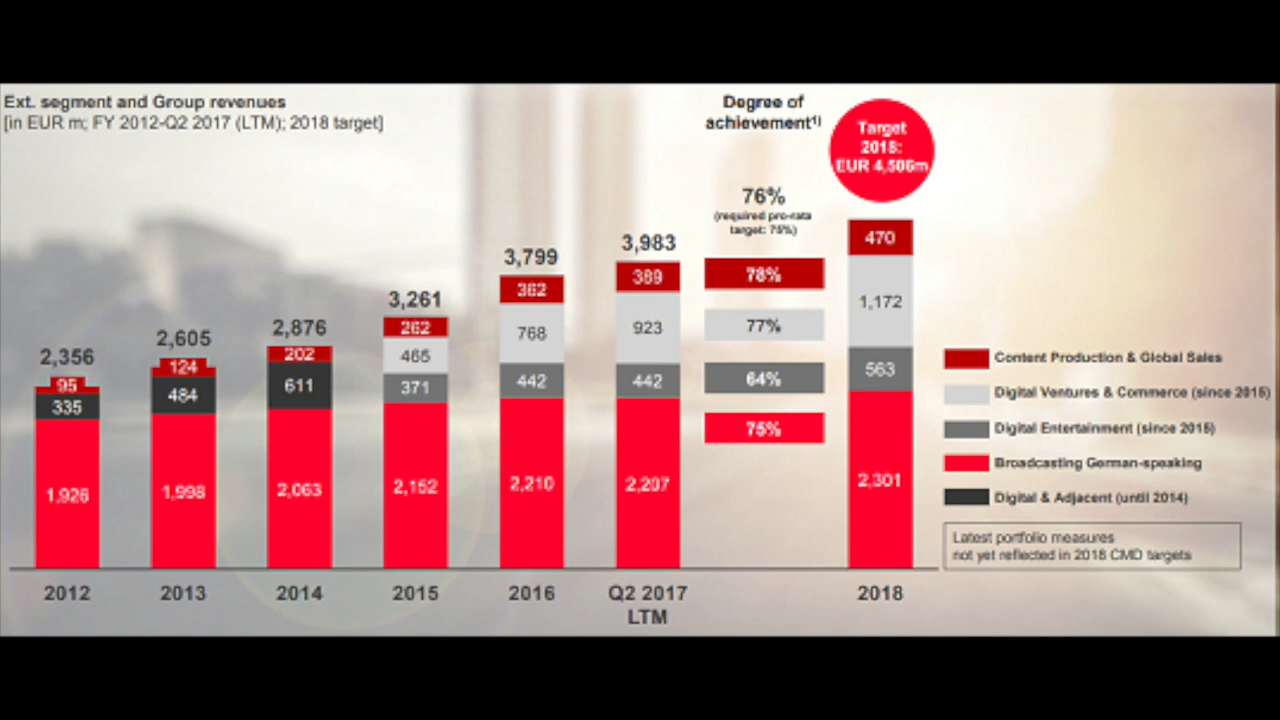 Ext. segment and Group revenues
[in EUR m; FY 2012-Q2 2017 (LTM); 2018 target]
Degree of
achievement¹⁾
Target
2018:
EUR 4,506m
76%
(required pro-rata
target: 75%)
2,356
95
335
1,926
2,605
124
484
1,998
2,876
202
611
2,063
3,261
262
465
371
2,152
3,799
362
768
442
2,210
3,983
389
923
442
2,207
78%
77%
64%
75%
470
1,172
563
2,301
Content Production & Global Sales
Digital Ventures & Commerce (since 2015)
Digital Entertainment (since 2015)
Broadcasting German-speaking
Digital & Adjacent (until 2014)
Latest portfolio measures
not yet reflected in 2018 CMD targets
2012
2013
2014
2015
2016
Q2 2017
LTM
2018